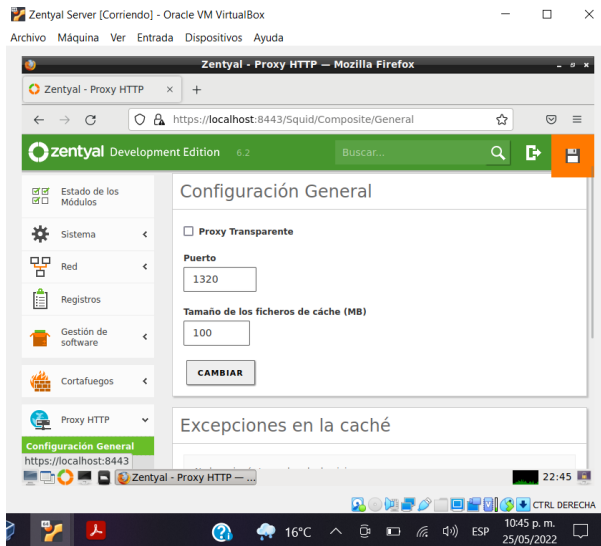 Zentyal Server [Corriendo] - Oracle VM VirtualBox
Archivo Máquina Ver Entrada Dispositivos Ayuda
Zentyal - Proxy HTTP — Mozilla Firefox
Zentyal - Proxy HTTP
https://localhost:8443/Squid/Composite/General
zentyal Development Edition 6.2
Buscar...
Estado de los
Módulos
Sistema
Red
Registros
Gestión de
software
Cortafuegos
Proxy HTTP
Configuración General
https://localhost:8443
Configuración General
Proxy Transparente
Puerto
1320
Tamaño de los ficheros de cáche (MB)
100
CAMBIAR
Excepciones en la caché
Zentyal - Proxy HTTP — ...
22:45
CTRL DERECHA
16°C
ESP
10:45 p. m.
25/05/2022